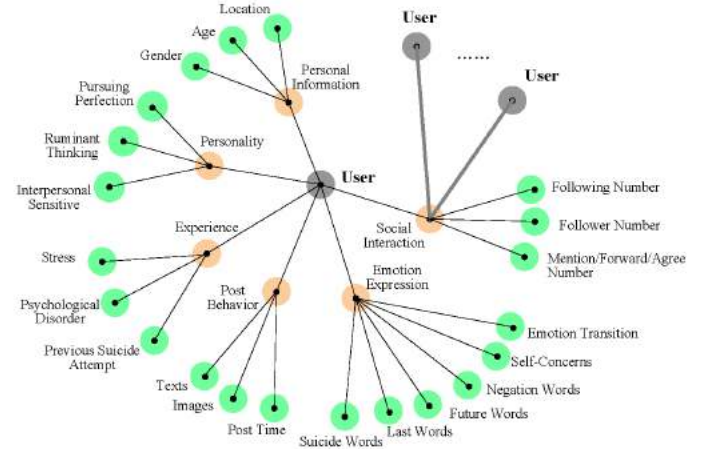 Location
Age
Gender
Personal
Information
User
......
User
Pursuing
Perfection
Ruminant
Thinking
Personality
Interpersonal
Sensitive
User
Following Number
Follower Number
Mention/Forward/Agree
Number
Social
Interaction
Experience
Stress
Psychological
Disorder
Previous Suicide
Attempt
Post
Behavior
Emotion
Expression
Texts
Images
Post Time
Suicide Words
Last Words
Future Words
Negation Words
Self-Concerns
Emotion Transition